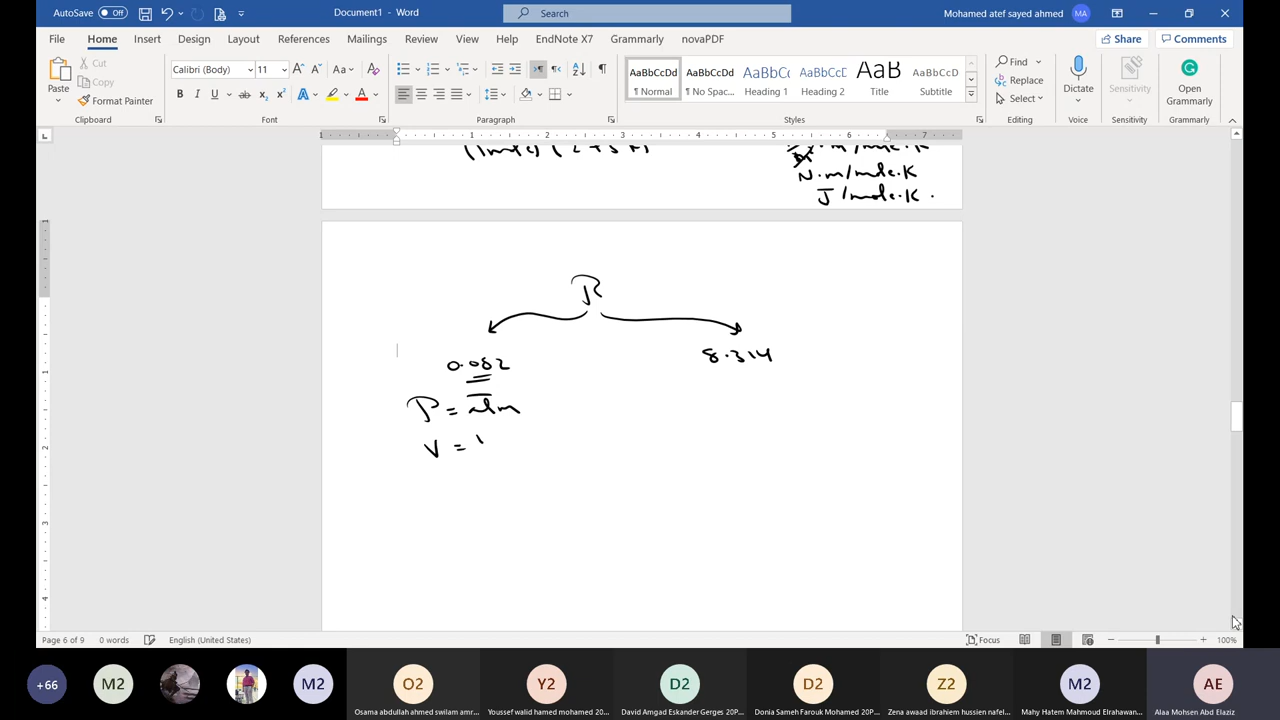 AutoSave Off Document1 - Word Search Mohamed atef sayed ahmed MA
File Home Insert Design Layout References Mailings Review View Help EndNote X7 Grammarly novaPDF Share Comments
Paste Cut Copy Format Painter
Calibri (Body) 11
AaBbCcDd AaBbCcDd AaBbCc AaBbCcC AaB AaBbCcD
¶ Normal ¶ No Spac... Heading 1 Heading 2 Title Subtitle
Find Replace Select
Dictate Sensitivity Open Grammarly
Clipboard Font Paragraph Styles Editing Voice Sensitivity Grammarly
N.m/mole.K
J/mole.K.
R
0.082 8.314
P = atm
V =
Page 6 of 9 0 words English (United States) Focus 100%
+66 M2 M2 O2 Y2 D2 D2 Z2 M2 AE
Osama abdullah ahmed swilam amr... Youssef walid hamed mohamed 20... David Amgad Eskander Gerges 20P... Donia Sameh Farouk Mohamed 20P... Zena awaad ibrahiem hussien nafel... Mahy Hatem Mahmoud Elrahawan... Alaa Mohsen Abd Elaziz